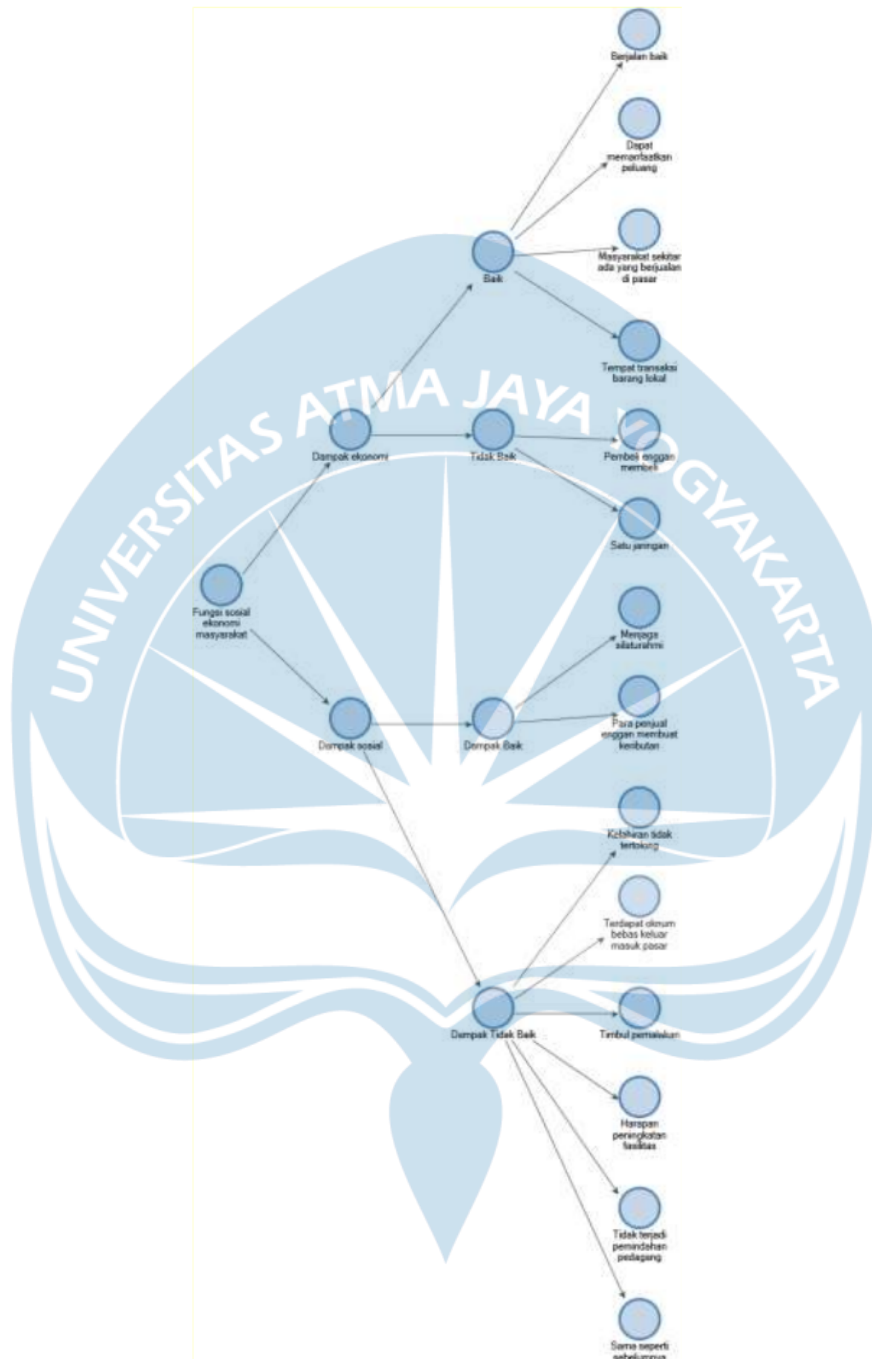 Berjalan baik
Dapat
memanfaatkan
peluang
Masyarakat sekitar
ada yang berjualan
di pasar
Baik
Tempat transaksi
barang lokal
UNIVERSITAS ATMA JAYA YOGYAKARTA
Dampak ekonomi
Tidak Baik
Pembeli enggan
membeli
Satu jaringan
Fungsi sosial
ekonomi
masyarakat
Menjaga
silaturahmi
Dampak sosial
Dampak Baik
Para penjual
enggan membuat
keributan
tidak
Terdapat oknum
bebas keluar
masuk pasar
Dampak Tidak Baik
Timbul pemalakan
Harapan
peningkatan
fasilitas
Tidak terjadi
pemindahan
pedagang
Sama seperti
sebelumnya